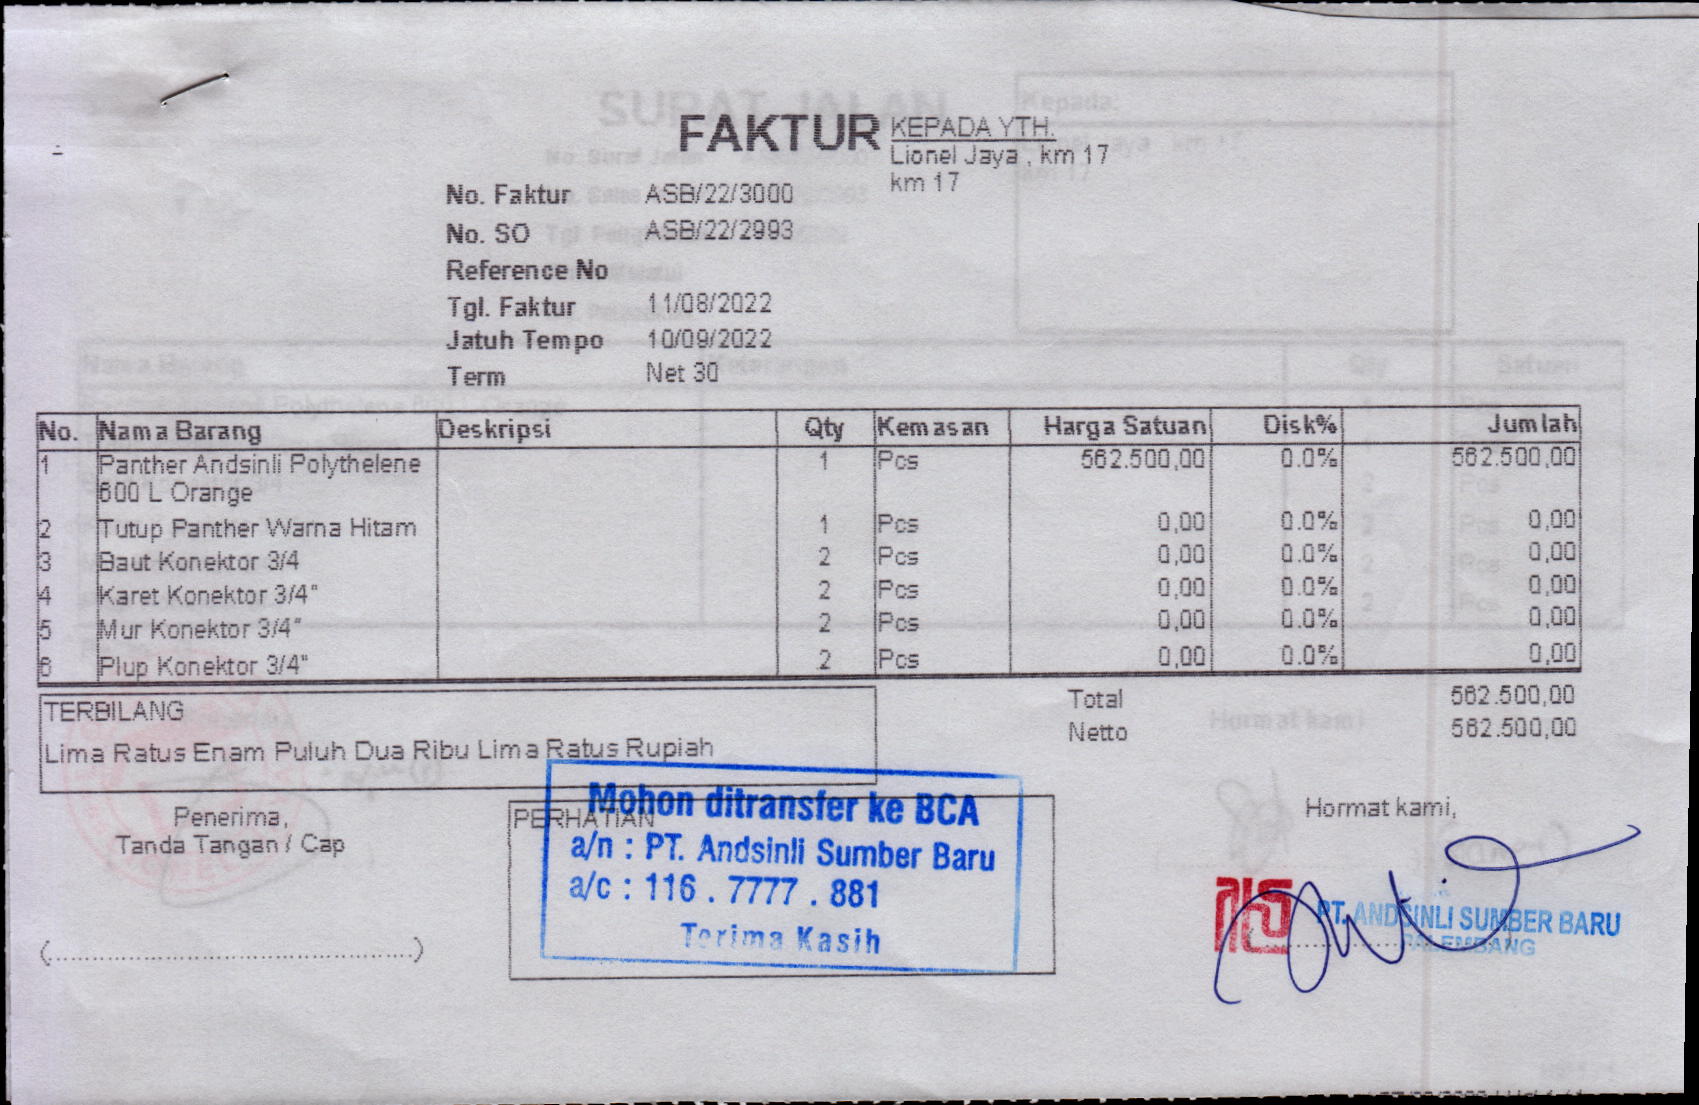 FAKTUR
KEPADA YTH.
Lionel Jaya , km 17
km 17
No. Faktur ASB/22/3000
No. SO ASB/22/2993
Reference No
Tgl. Faktur 11/08/2022
Jatuh Tempo 10/09/2022
Term Net 30
No. Nama Barang Deskripsi Qty Kemasan Harga Satuan Disk% Jumlah
1 Panther Andsinli Polythelene 1 Pcs 562.500,00 0.0% 562.500,00
600 L Orange
2 Tutup Panther Warna Hitam 1 Pcs 0,00 0.0% 0,00
3 Baut Konektor 3/4 2 Pcs 0,00 0.0% 0,00
4 Karet Konektor 3/4" 2 Pcs 0,00 0.0% 0,00
5 Mur Konektor 3/4" 2 Pcs 0,00 0.0% 0,00
6 Plup Konektor 3/4" 2 Pcs 0,00 0.0% 0,00
TERBILANG
Lima Ratus Enam Puluh Dua Ribu Lima Ratus Rupiah
Total 562.500,00
Netto 562.500,00
Penerima,
Tanda Tangan / Cap
PERHATIAN
Mohon ditransfer ke BCA
a/n : PT. Andsinli Sumber Baru
a/c : 116 . 7777 . 881
Terima Kasih
Hormat kami,
PT. ANDSINLI SUMBER BARU
PALEMBANG